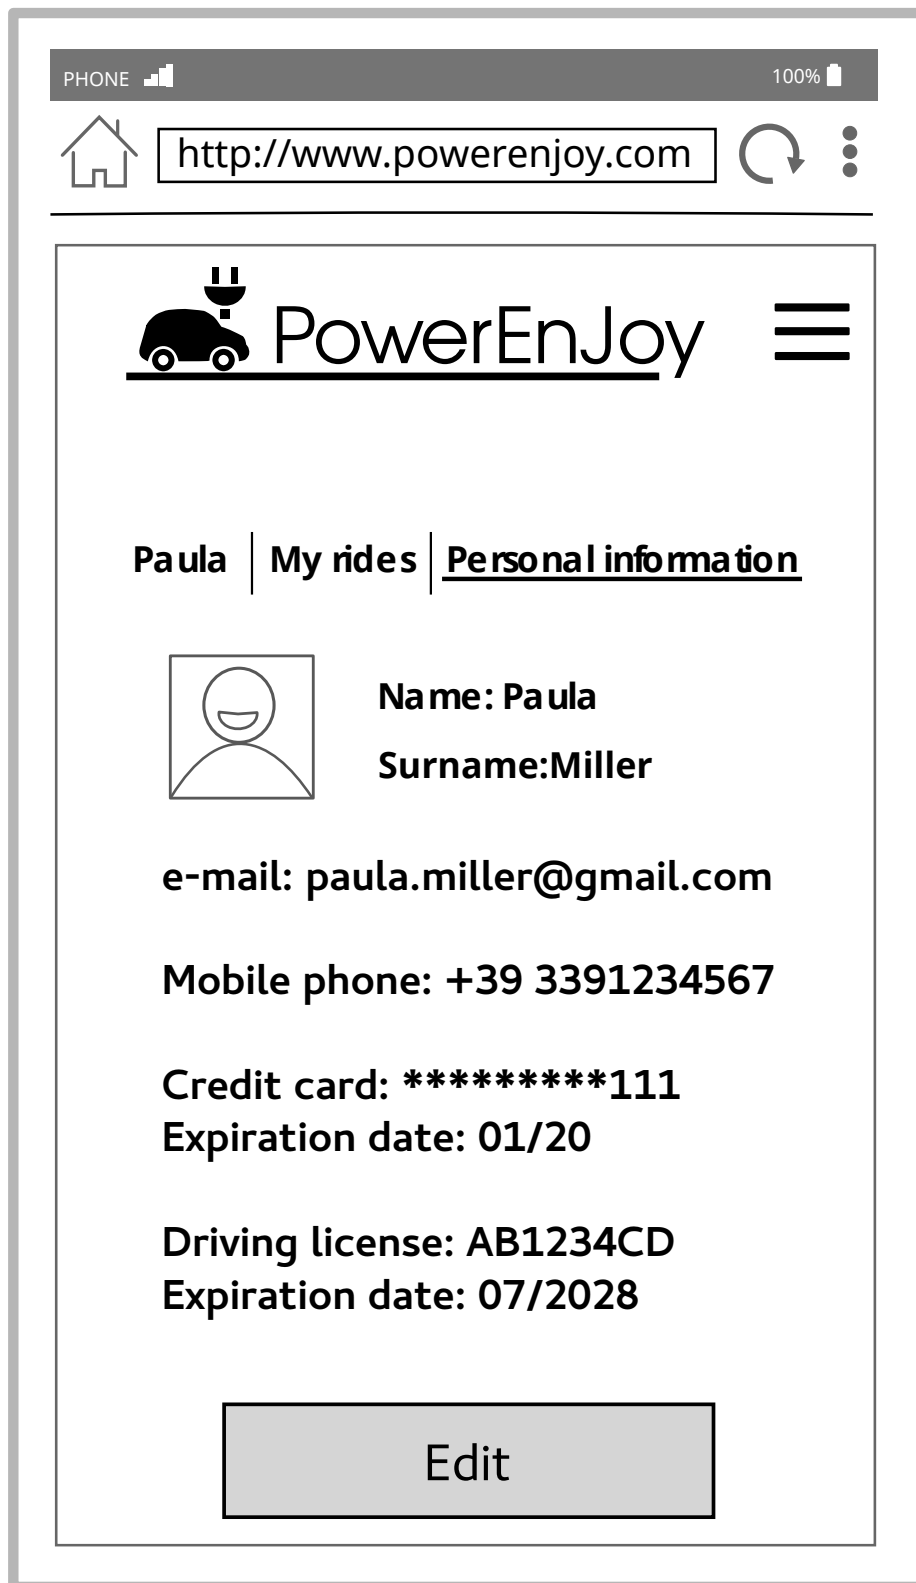 PHONE 100%
http://www.powerenjoy.com
PowerEnJoy
Paula My rides Personal information
Name: Paula
Surname:Miller
e-mail: paula.miller@gmail.com
Mobile phone: +39 3391234567
Credit card: *********111
Expiration date: 01/20
Driving license: AB1234CD
Expiration date: 07/2028
Edit